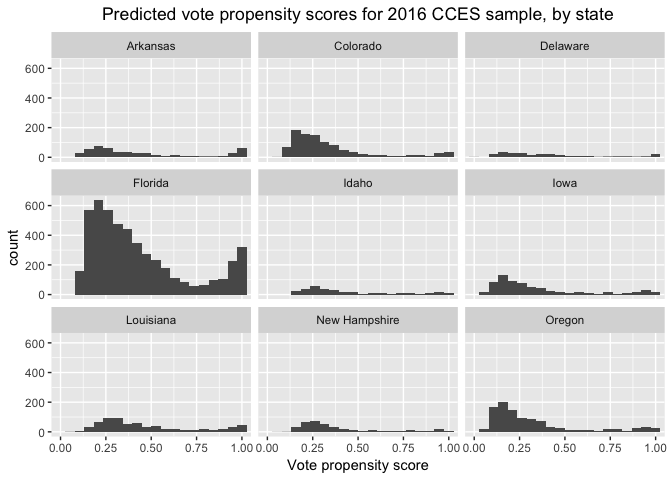 Predicted vote propensity scores for 2016 CCES sample, by state
Arkansas Colorado Delaware
600
400
200
0
Florida Idaho Iowa
600
400
200
0
count
Louisiana New Hampshire Oregon
600
400
200
0
0.00 0.25 0.50 0.75 1.00 0.00 0.25 0.50 0.75 1.00 0.00 0.25 0.50 0.75 1.00
Vote propensity score